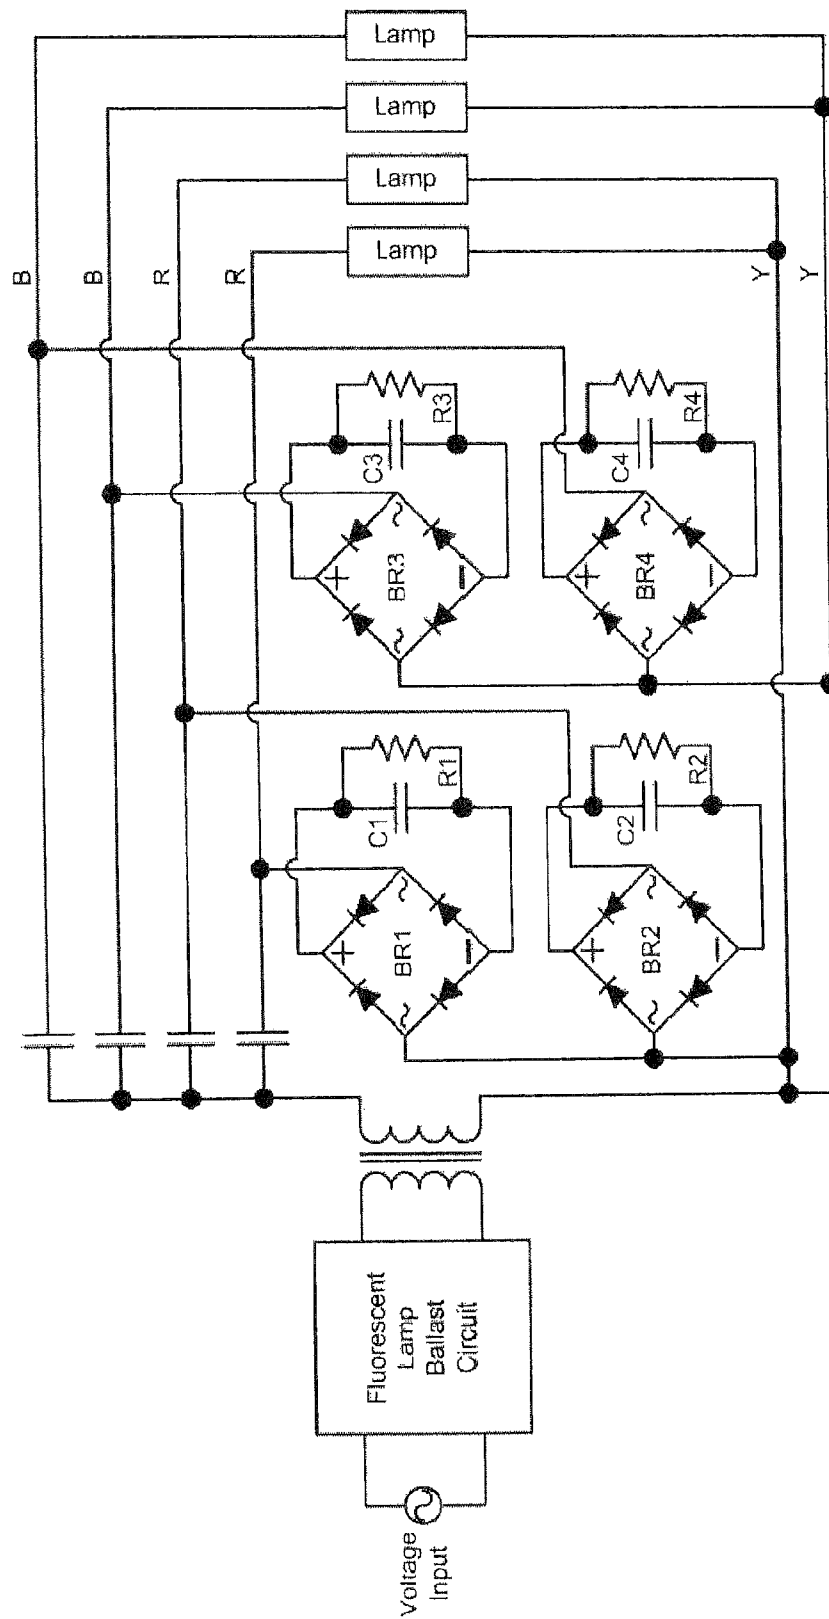 Lamp
Lamp
Lamp
Lamp
B
B
R
R
Y
Y
R3
C3
BR3
+
-
~
~
R4
C4
BR4
+
-
~
~
R1
C1
BR1
+
-
~
~
R2
C2
BR2
+
-
~
~
Fluorescent
Lamp
Ballast
Circuit
Voltage
Input